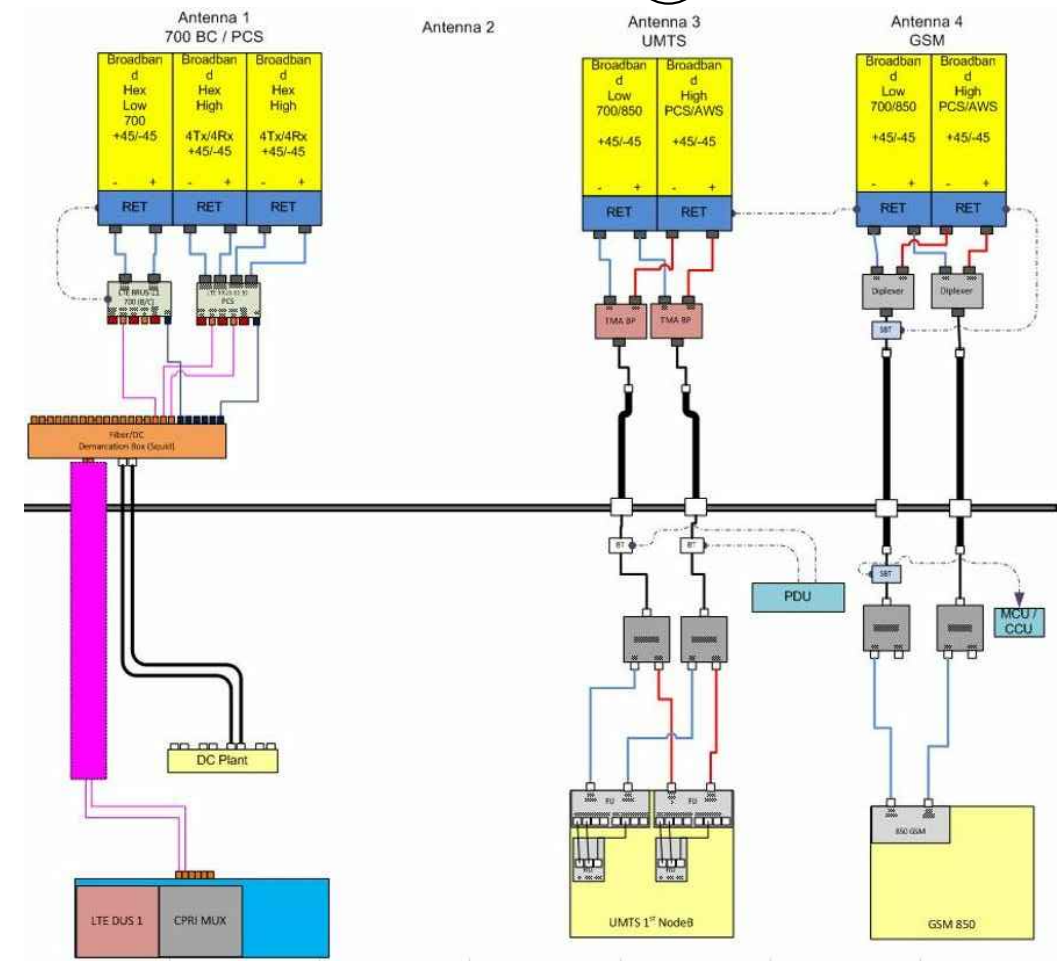 Antenna 1
700 BC / PCS
Antenna 2
Antenna 3
UMTS
Antenna 4
GSM
Broadban
d
Hex
Low
700
+45/-45
- +
Broadban
d
Hex
High
4Tx/4Rx
+45/-45
- +
Broadban
d
Hex
High
4Tx/4Rx
+45/-45
Broadban
d
Low
700/850
+45/-45
- +
Broadban
d
High
PCS/AWS
+45/-45
- +
Broadban
d
Low
700/850
+45/-45
- +
Broadban
d
High
PCS/AWS
+45/-45
- +
RET
RET
RET
RET
RET
RET
RET
700 (B/C)
PCS
TMA BP
TMA BP
Diplexer
Diplexer
SBT
Fiber/DC
Demarcation Box (Squid)
BT
BT
SBT
PDU
MCU /
CCU
DC Plant
FU
FU
850 GSM
LTE DUS 1
CPRI MUX
UMTS 1st NodeB
GSM 850